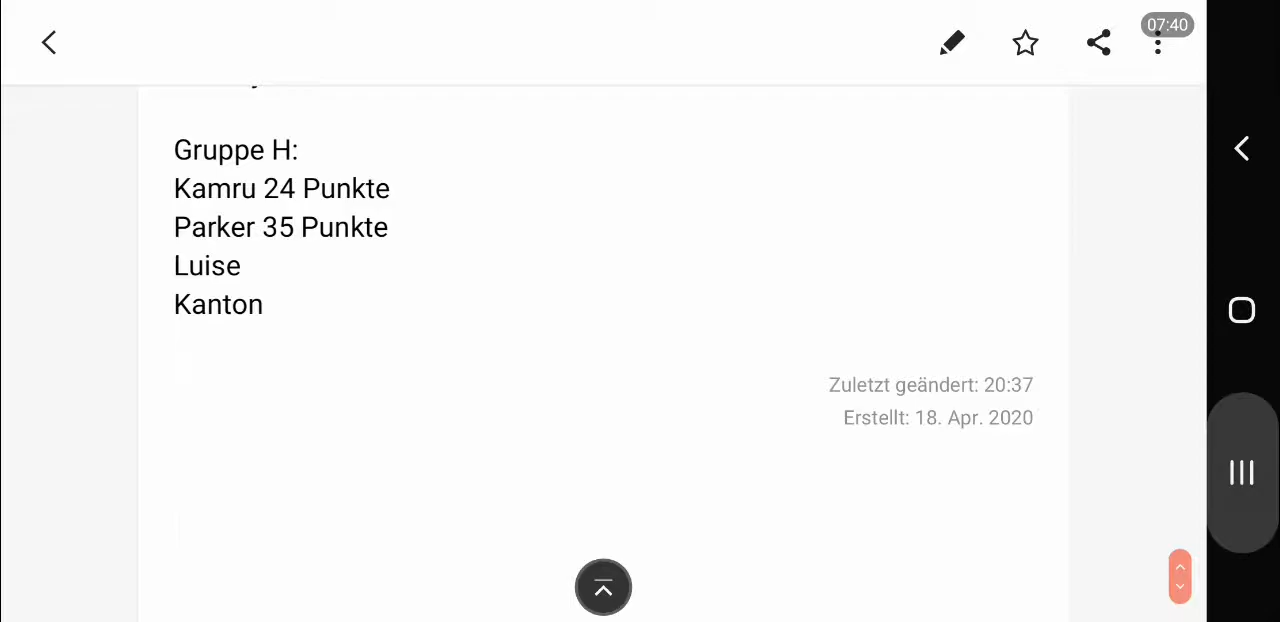 07:40
Gruppe H:
Kamru 24 Punkte
Parker 35 Punkte
Luise
Kanton
Zuletzt geändert: 20:37
Erstellt: 18. Apr. 2020